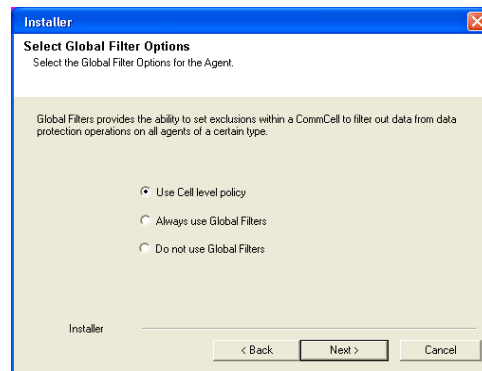 Installer
Select Global Filter Options
Select the Global Filter Options for the Agent.
Global Filters provides the ability to set exclusions within a CommCell to filter out data from data
protection operations on all agents of a certain type.
Use Cell level policy
Always use Global Filters
Do not use Global Filters
Installer
< Back
Next >
Cancel